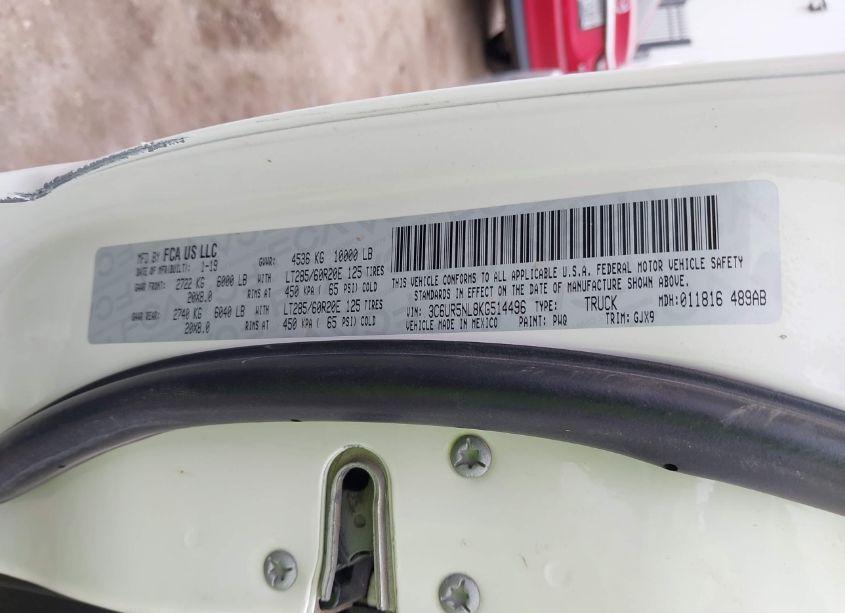 MFD BY FCA US LLC
DATE OF MFR(BUILT): 1-19 GVWR: 4536 KG 10000 LB
GAWR FRONT: 2722 KG 6000 LB WITH LT285/60R20E 125 TIRES
20X8.0 RIMS AT 450 KPA ( 65 PSI) COLD
GAWR REAR: 2740 KG 6040 LB WITH LT285/60R20E 125 TIRES
20X8.0 RIMS AT 450 KPA ( 65 PSI) COLD
THIS VEHICLE CONFORMS TO ALL APPLICABLE U.S.A. FEDERAL MOTOR VEHICLE SAFETY
STANDARDS IN EFFECT ON THE DATE OF MANUFACTURE SHOWN ABOVE.
VIN: 3C6UR5NL8KG514496 TYPE: TRUCK MDH:011816 489AB
VEHICLE MADE IN MEXICO PAINT: PWQ TRIM: GJX9